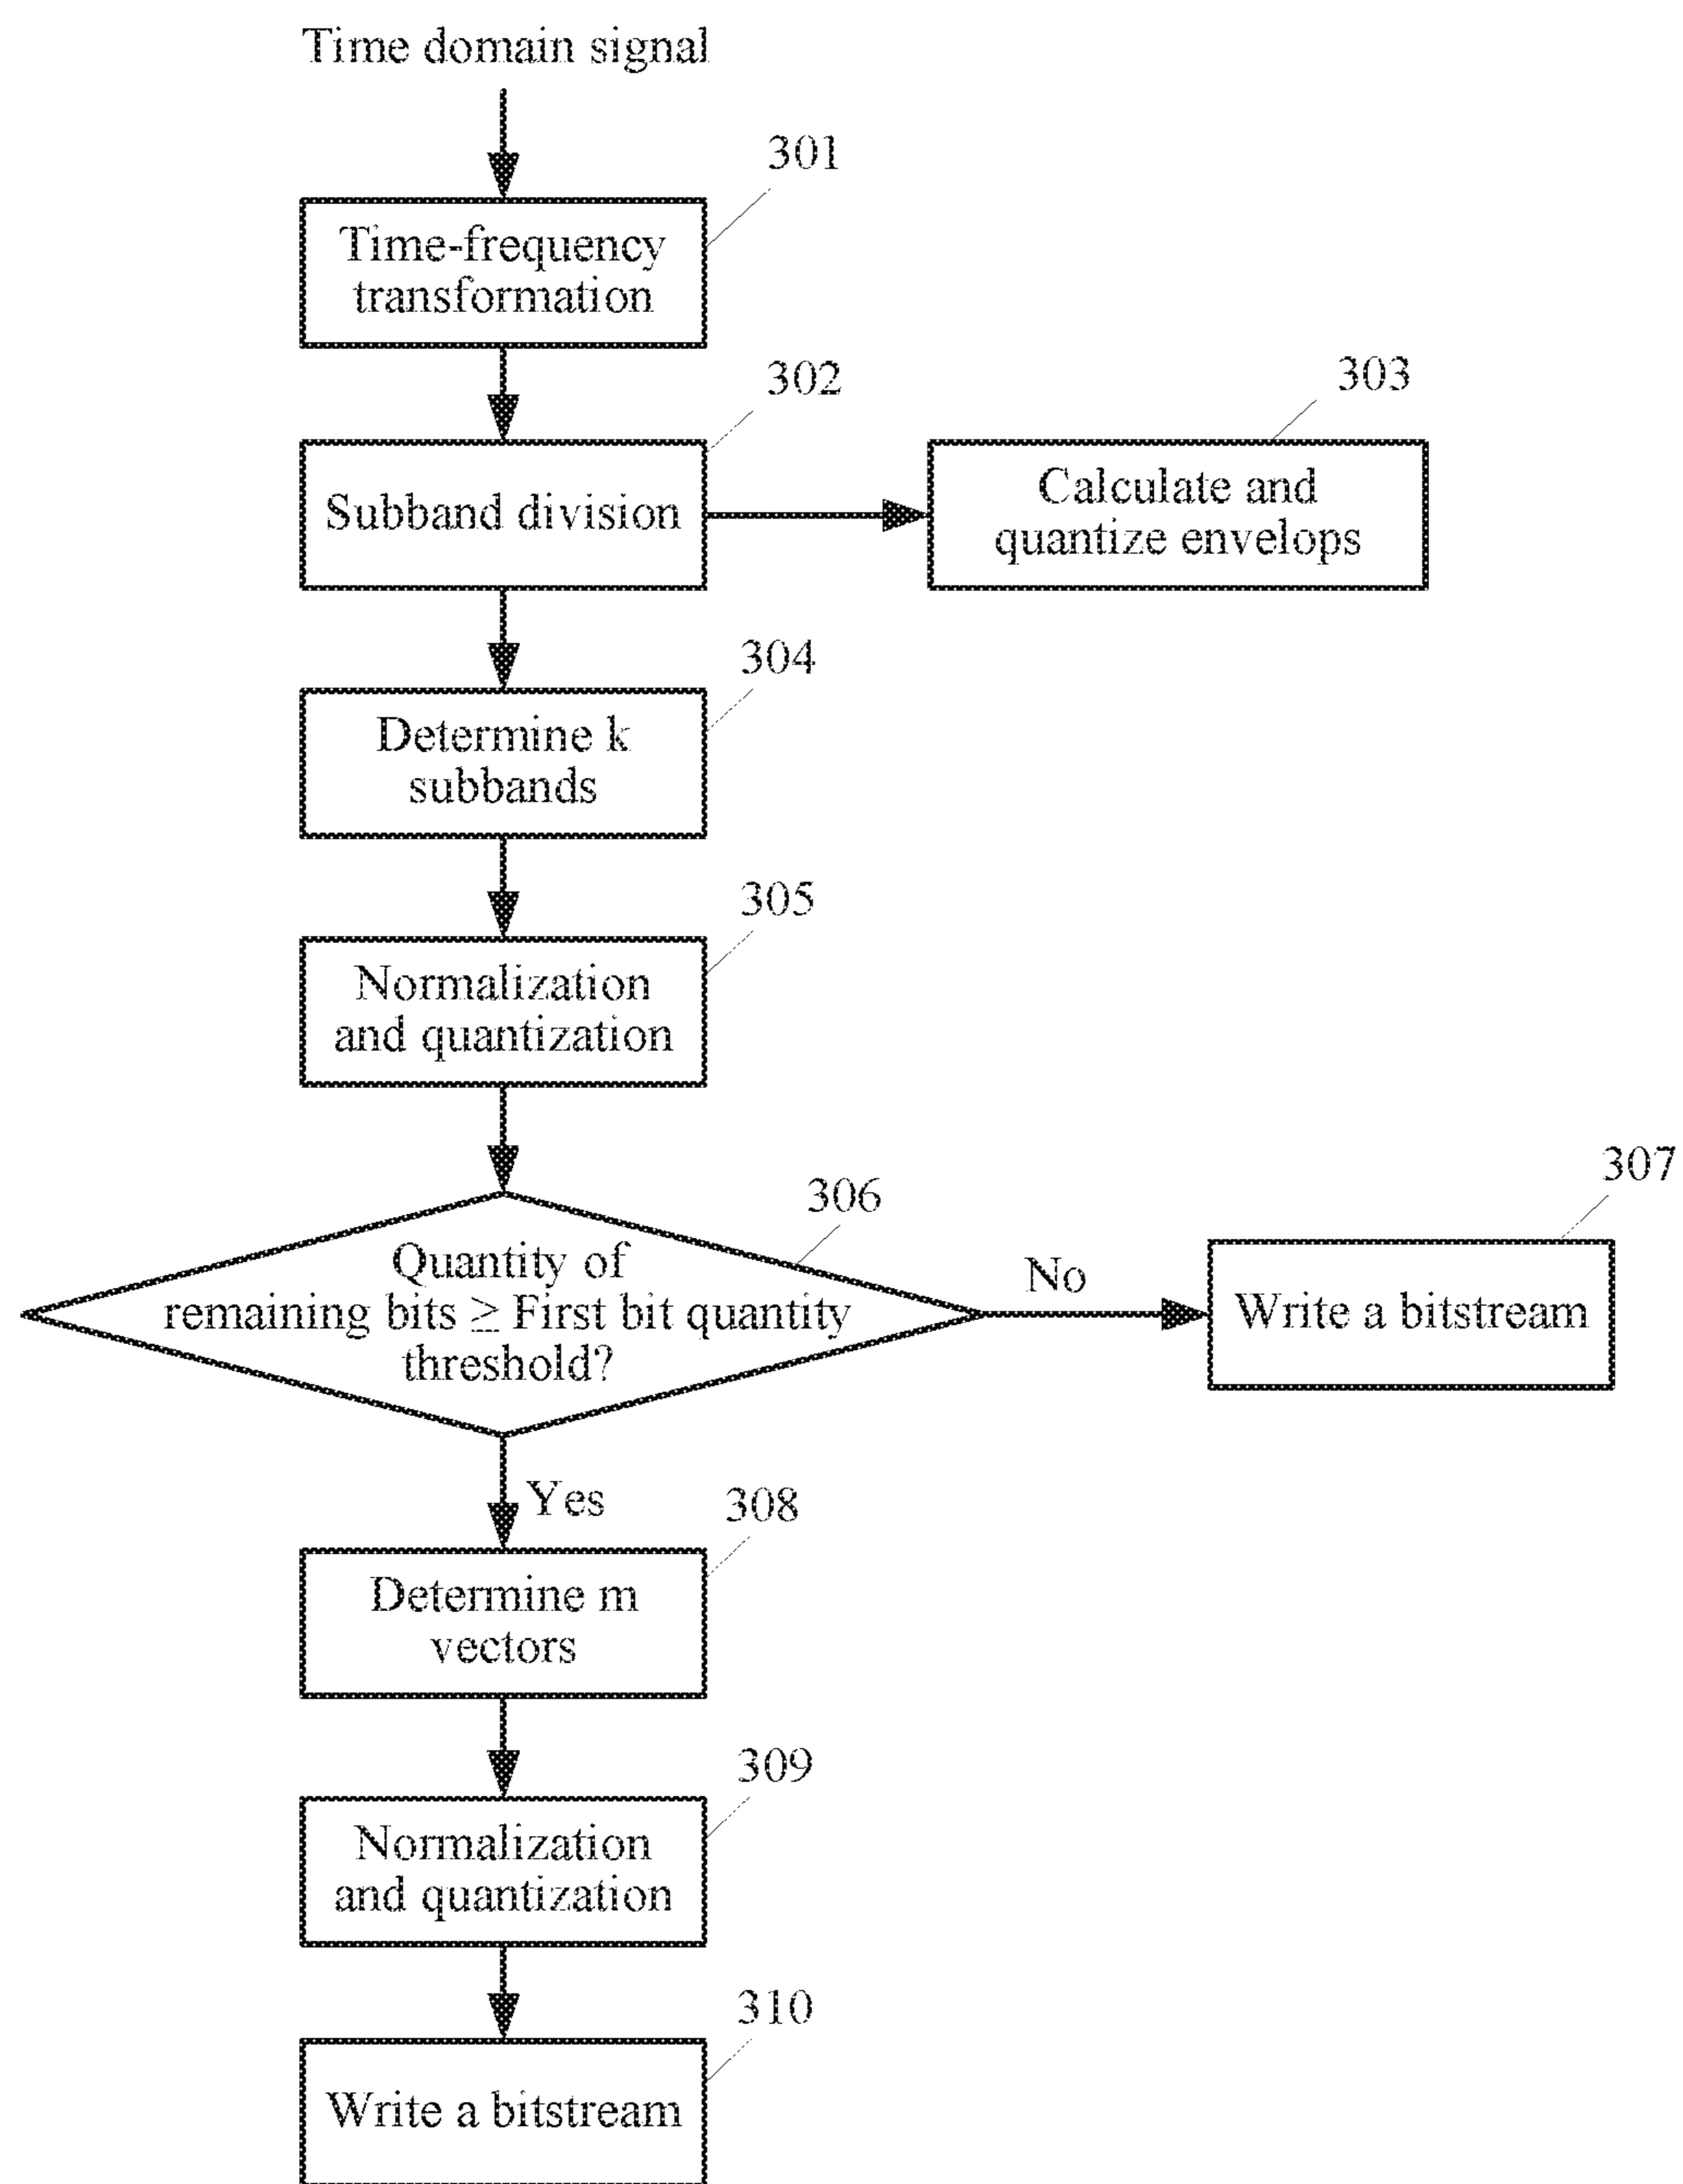 Time domain signal
301
Time-frequency
transformation
302
303
Subband division
Calculate and
quantize envelops
304
Determine k
subbands
305
Normalization
and quantization
306
307
Quantity of
remaining bits ≥ First bit quantity
threshold?
No
Write a bitstream
Yes
308
Determine m
vectors
309
Normalization
and quantization
310
Write a bitstream